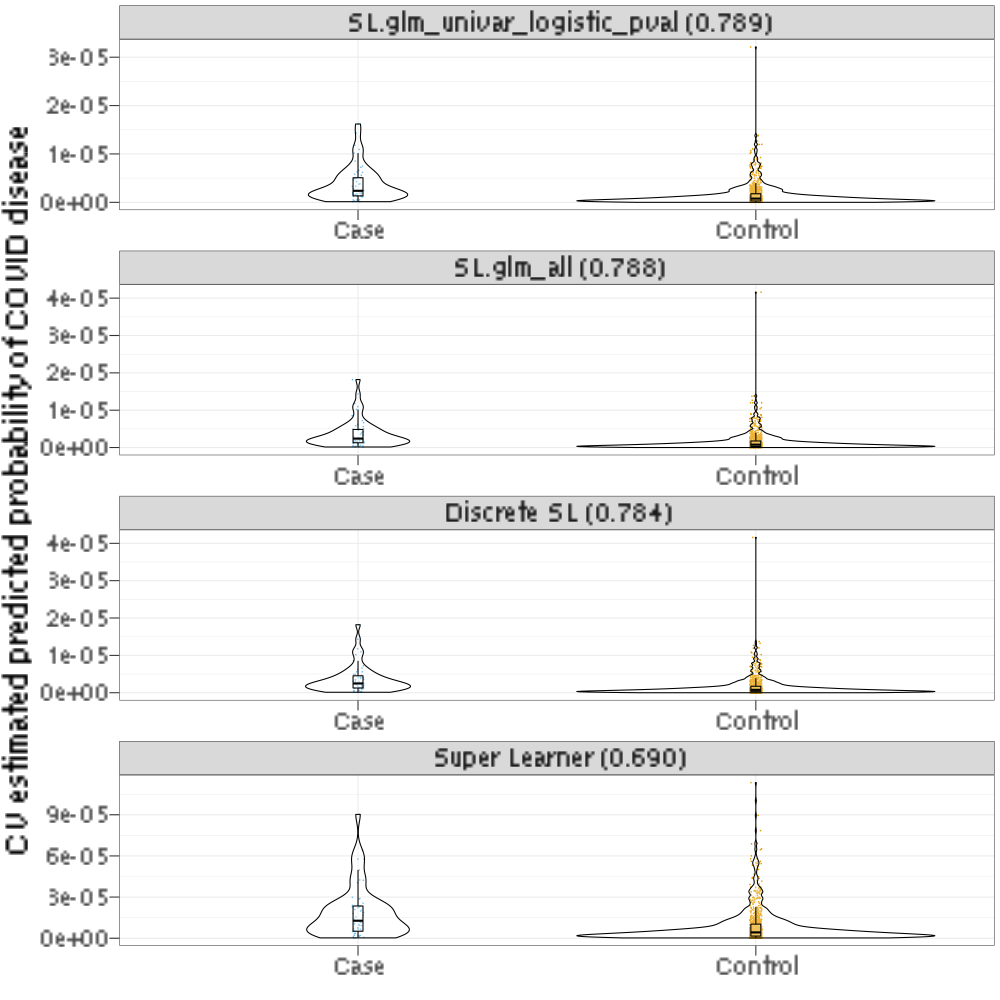 CV estimated predicted probability of COVID disease
SL.glm_univar_logistic_pval (0.789)
3e-05
2e-05
1e-05
0e+00
Case Control
SL.glm_all (0.788)
4e-05
3e-05
2e-05
1e-05
0e+00
Case Control
Discrete SL (0.784)
4e-05
3e-05
2e-05
1e-05
0e+00
Case Control
Super Learner (0.690)
9e-05
6e-05
3e-05
0e+00
Case Control